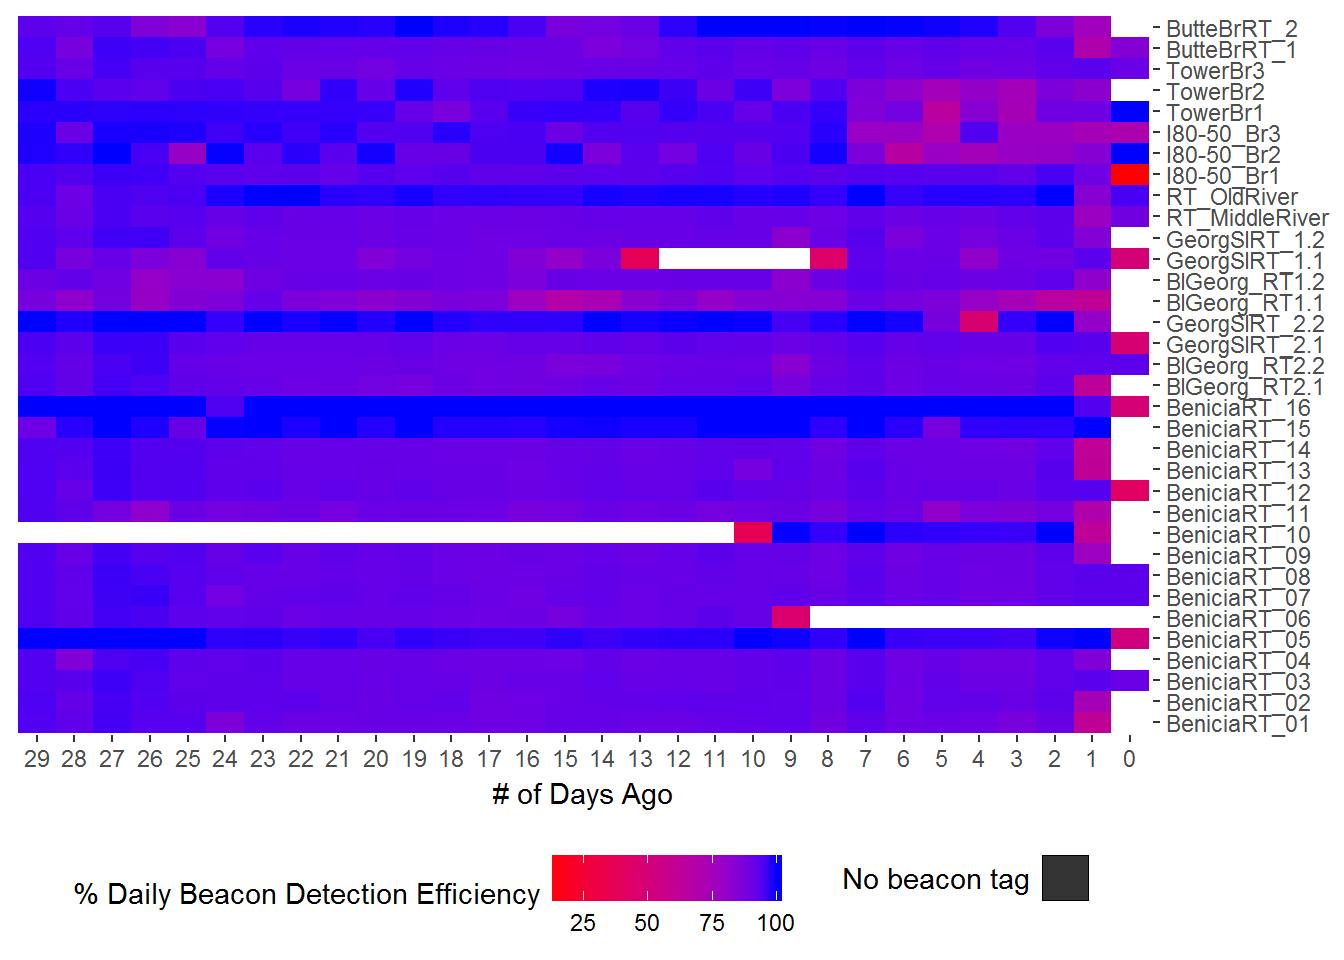 ButteBrRT_2
ButteBrRT_1
TowerBr3
TowerBr2
TowerBr1
I80-50_Br3
I80-50_Br2
I80-50_Br1
RT_OldRiver
RT_MiddleRiver
GeorgSlRT_1.2
GeorgSlRT_1.1
BlGeorg_RT1.2
BlGeorg_RT1.1
GeorgSlRT_2.2
GeorgSlRT_2.1
BlGeorg_RT2.2
BlGeorg_RT2.1
BeniciaRT_16
BeniciaRT_15
BeniciaRT_14
BeniciaRT_13
BeniciaRT_12
BeniciaRT_11
BeniciaRT_10
BeniciaRT_09
BeniciaRT_08
BeniciaRT_07
BeniciaRT_06
BeniciaRT_05
BeniciaRT_04
BeniciaRT_03
BeniciaRT_02
BeniciaRT_01
29 28 27 26 25 24 23 22 21 20 19 18 17 16 15 14 13 12 11 10 9 8 7 6 5 4 3 2 1 0
# of Days Ago
% Daily Beacon Detection Efficiency
25 50 75 100
No beacon tag